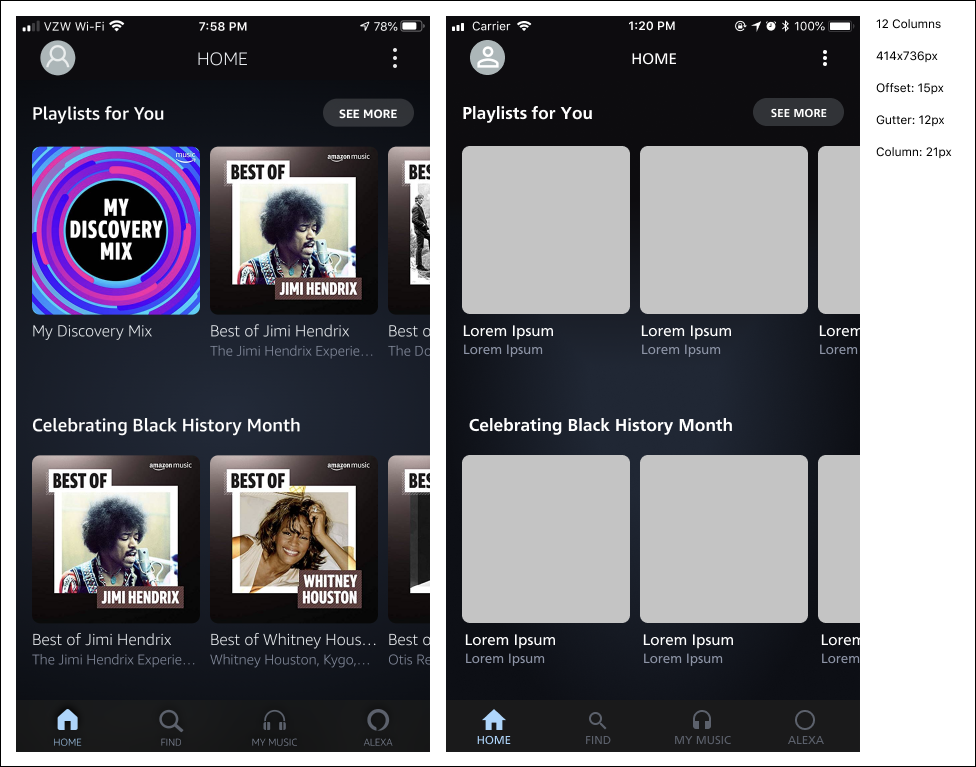 VZW Wi-Fi 7:58 PM 78%
HOME
Playlists for You SEE MORE
music
MY
DISCOVERY
MIX
amazon music
BEST OF
JIMI HENDRIX
BES
My Discovery Mix
Best of Jimi Hendrix
The Jimi Hendrix Experie...
Best o
The Do
Celebrating Black History Month
amazon music
BEST OF
JIMI HENDRIX
amazon music
BEST OF
WHITNEY
HOUSTON
Best of Jimi Hendrix
The Jimi Hendrix Experie...
Best of Whitney Hous...
Whitney Houston, Kygo,...
Best o
Otis Re
HOME FIND MY MUSIC ALEXA
Carrier 1:20 PM 100%
HOME
Playlists for You SEE MORE
Lorem Ipsum
Lorem Ipsum
Lorem Ipsum
Lorem Ipsum
Lorem
Lorem
Celebrating Black History Month
Lorem Ipsum
Lorem Ipsum
Lorem Ipsum
Lorem Ipsum
Lorem
Lorem
HOME FIND MY MUSIC ALEXA
12 Columns
414x736px
Offset: 15px
Gutter: 12px
Column: 21px